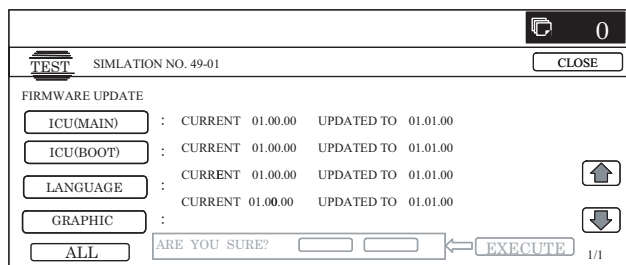 0
TEST SIMLATION NO. 49-01 CLOSE
FIRMWARE UPDATE
ICU(MAIN) : CURRENT 01.00.00 UPDATED TO 01.01.00
ICU(BOOT) : CURRENT 01.00.00 UPDATED TO 01.01.00
LANGUAGE : CURRENT 01.00.00 UPDATED TO 01.01.00
GRAPHIC : CURRENT 01.00.00 UPDATED TO 01.01.00
ALL ARE YOU SURE? EXECUTE 1/1